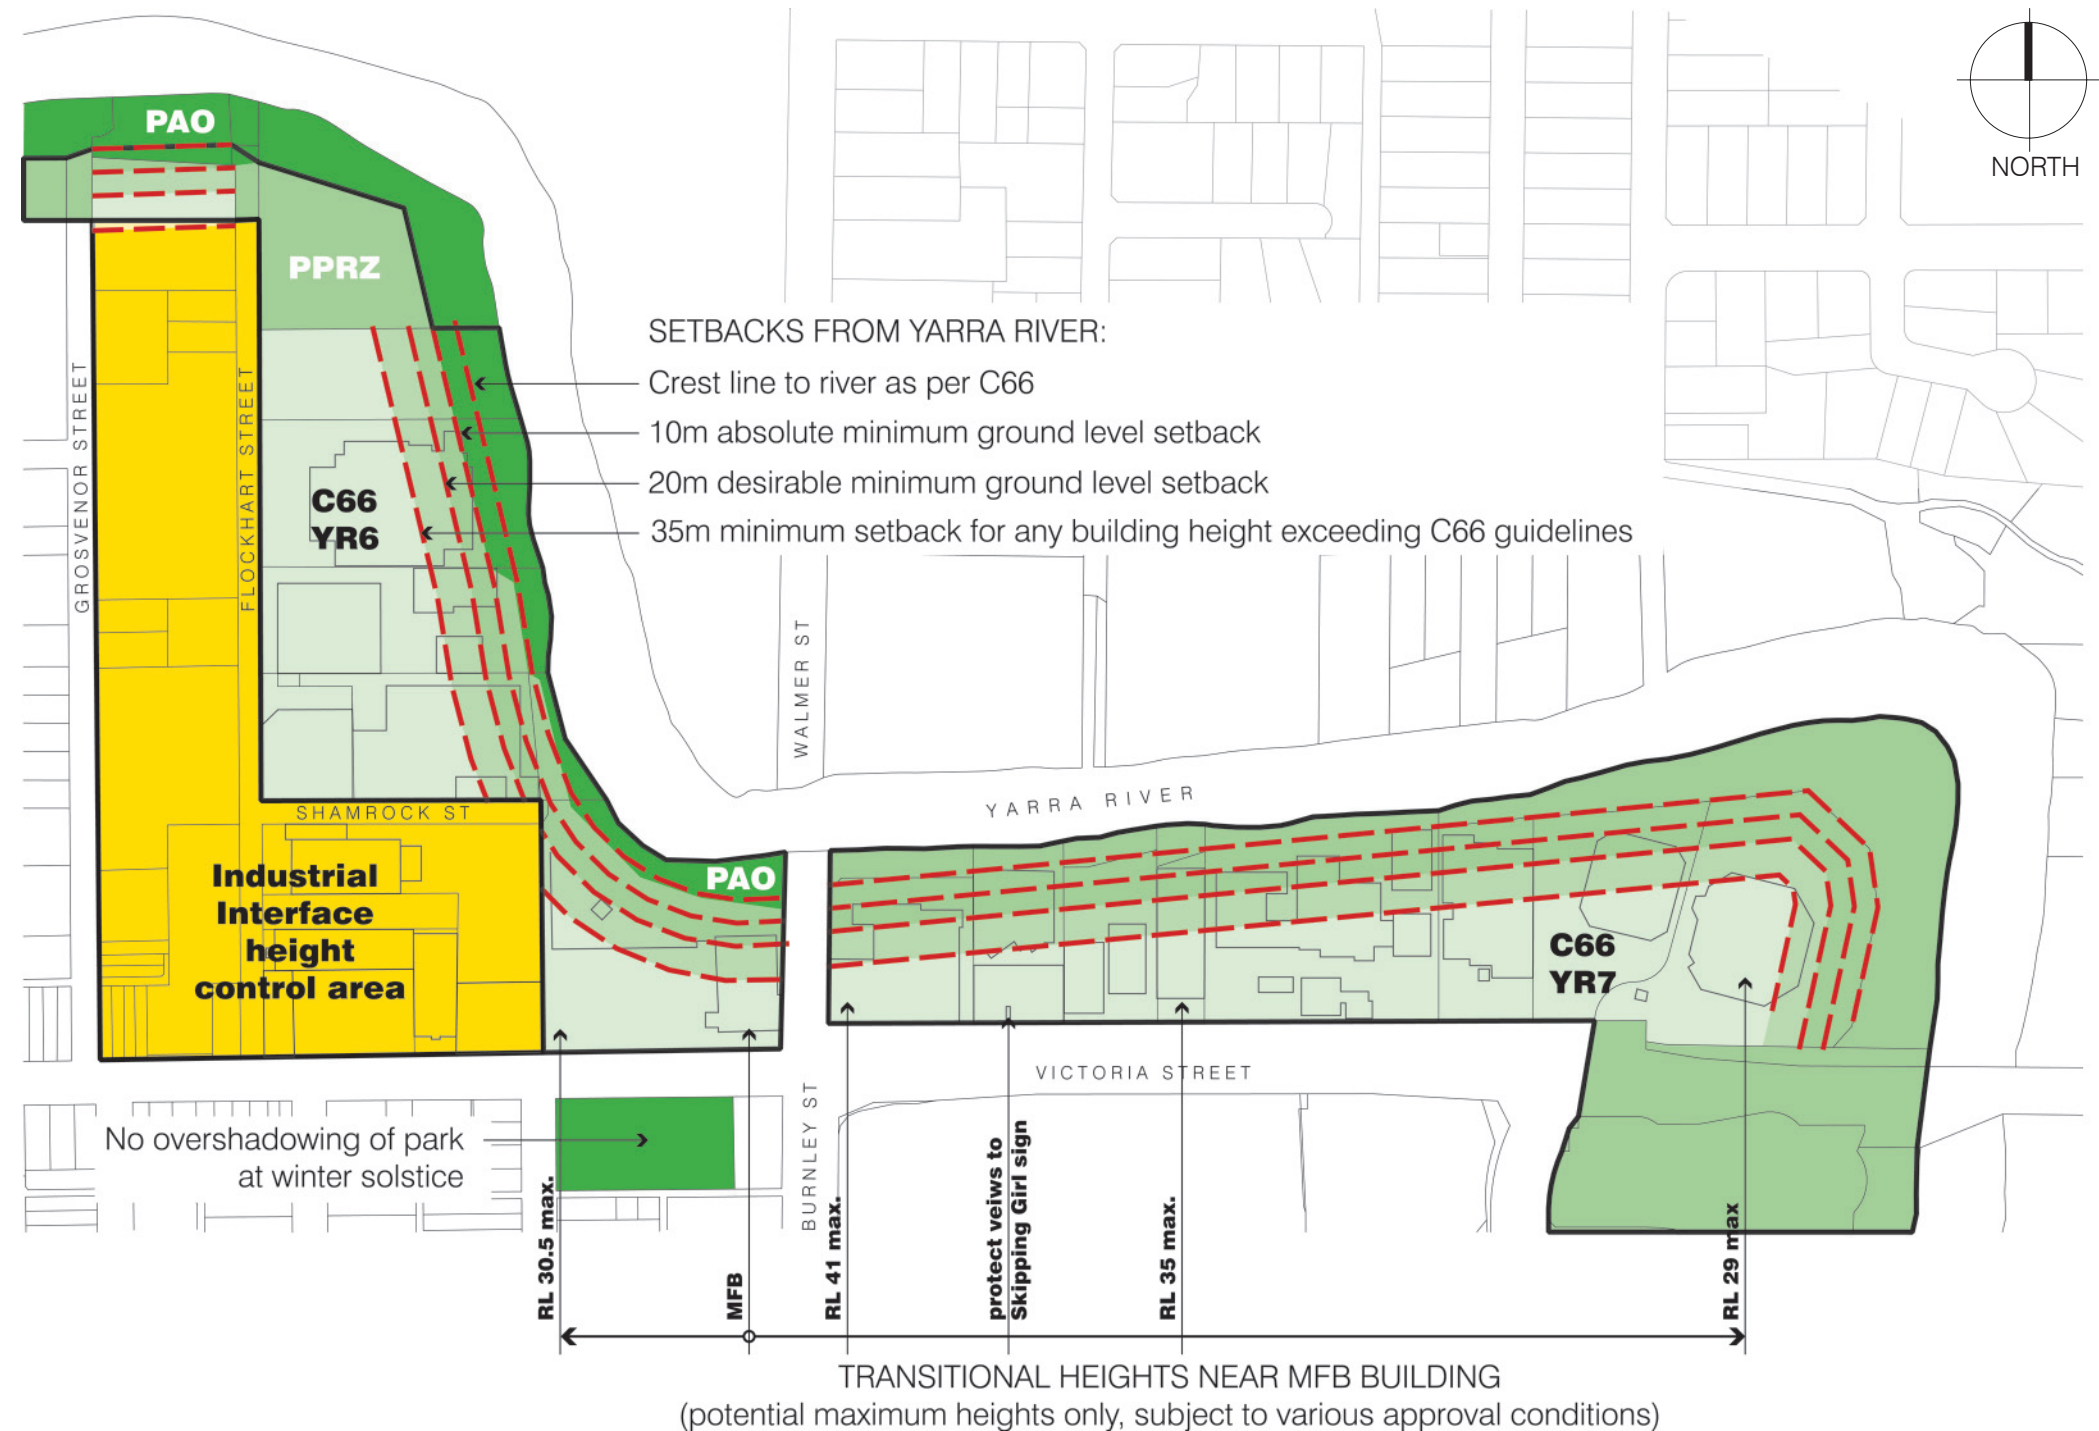 NORTH
PAO
PPRZ
SETBACKS FROM YARRA RIVER:
Crest line to river as per C66
10m absolute minimum ground level setback
20m desirable minimum ground level setback
35m minimum setback for any building height exceeding C66 guidelines
GROSVENOR STREET
FLOCKHART STREET
C66
YR6
WALMER ST
YARRA RIVER
SHAMROCK ST
PAO
Industrial
Interface
height
control area
C66
YR7
VICTORIA STREET
BURNLEY ST
No overshadowing of park
at winter solstice
RL 30.5 max.
MFB
RL 41 max.
protect veiws to
Skipping Girl sign
RL 35 max.
RL 29 max
TRANSITIONAL HEIGHTS NEAR MFB BUILDING
(potential maximum heights only, subject to various approval conditions)